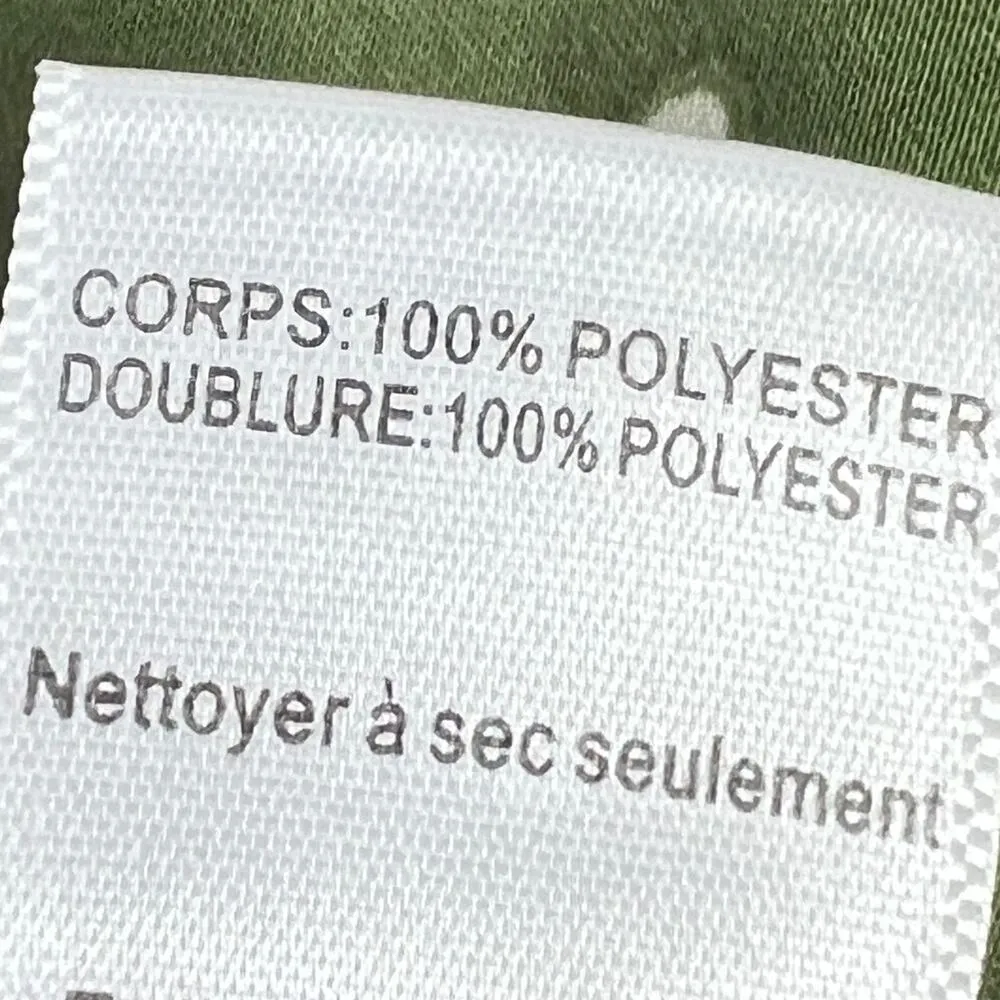 CORPS:100% POLYESTER
DOUBLURE:100% POLYESTER
Nettoyer à sec seulement